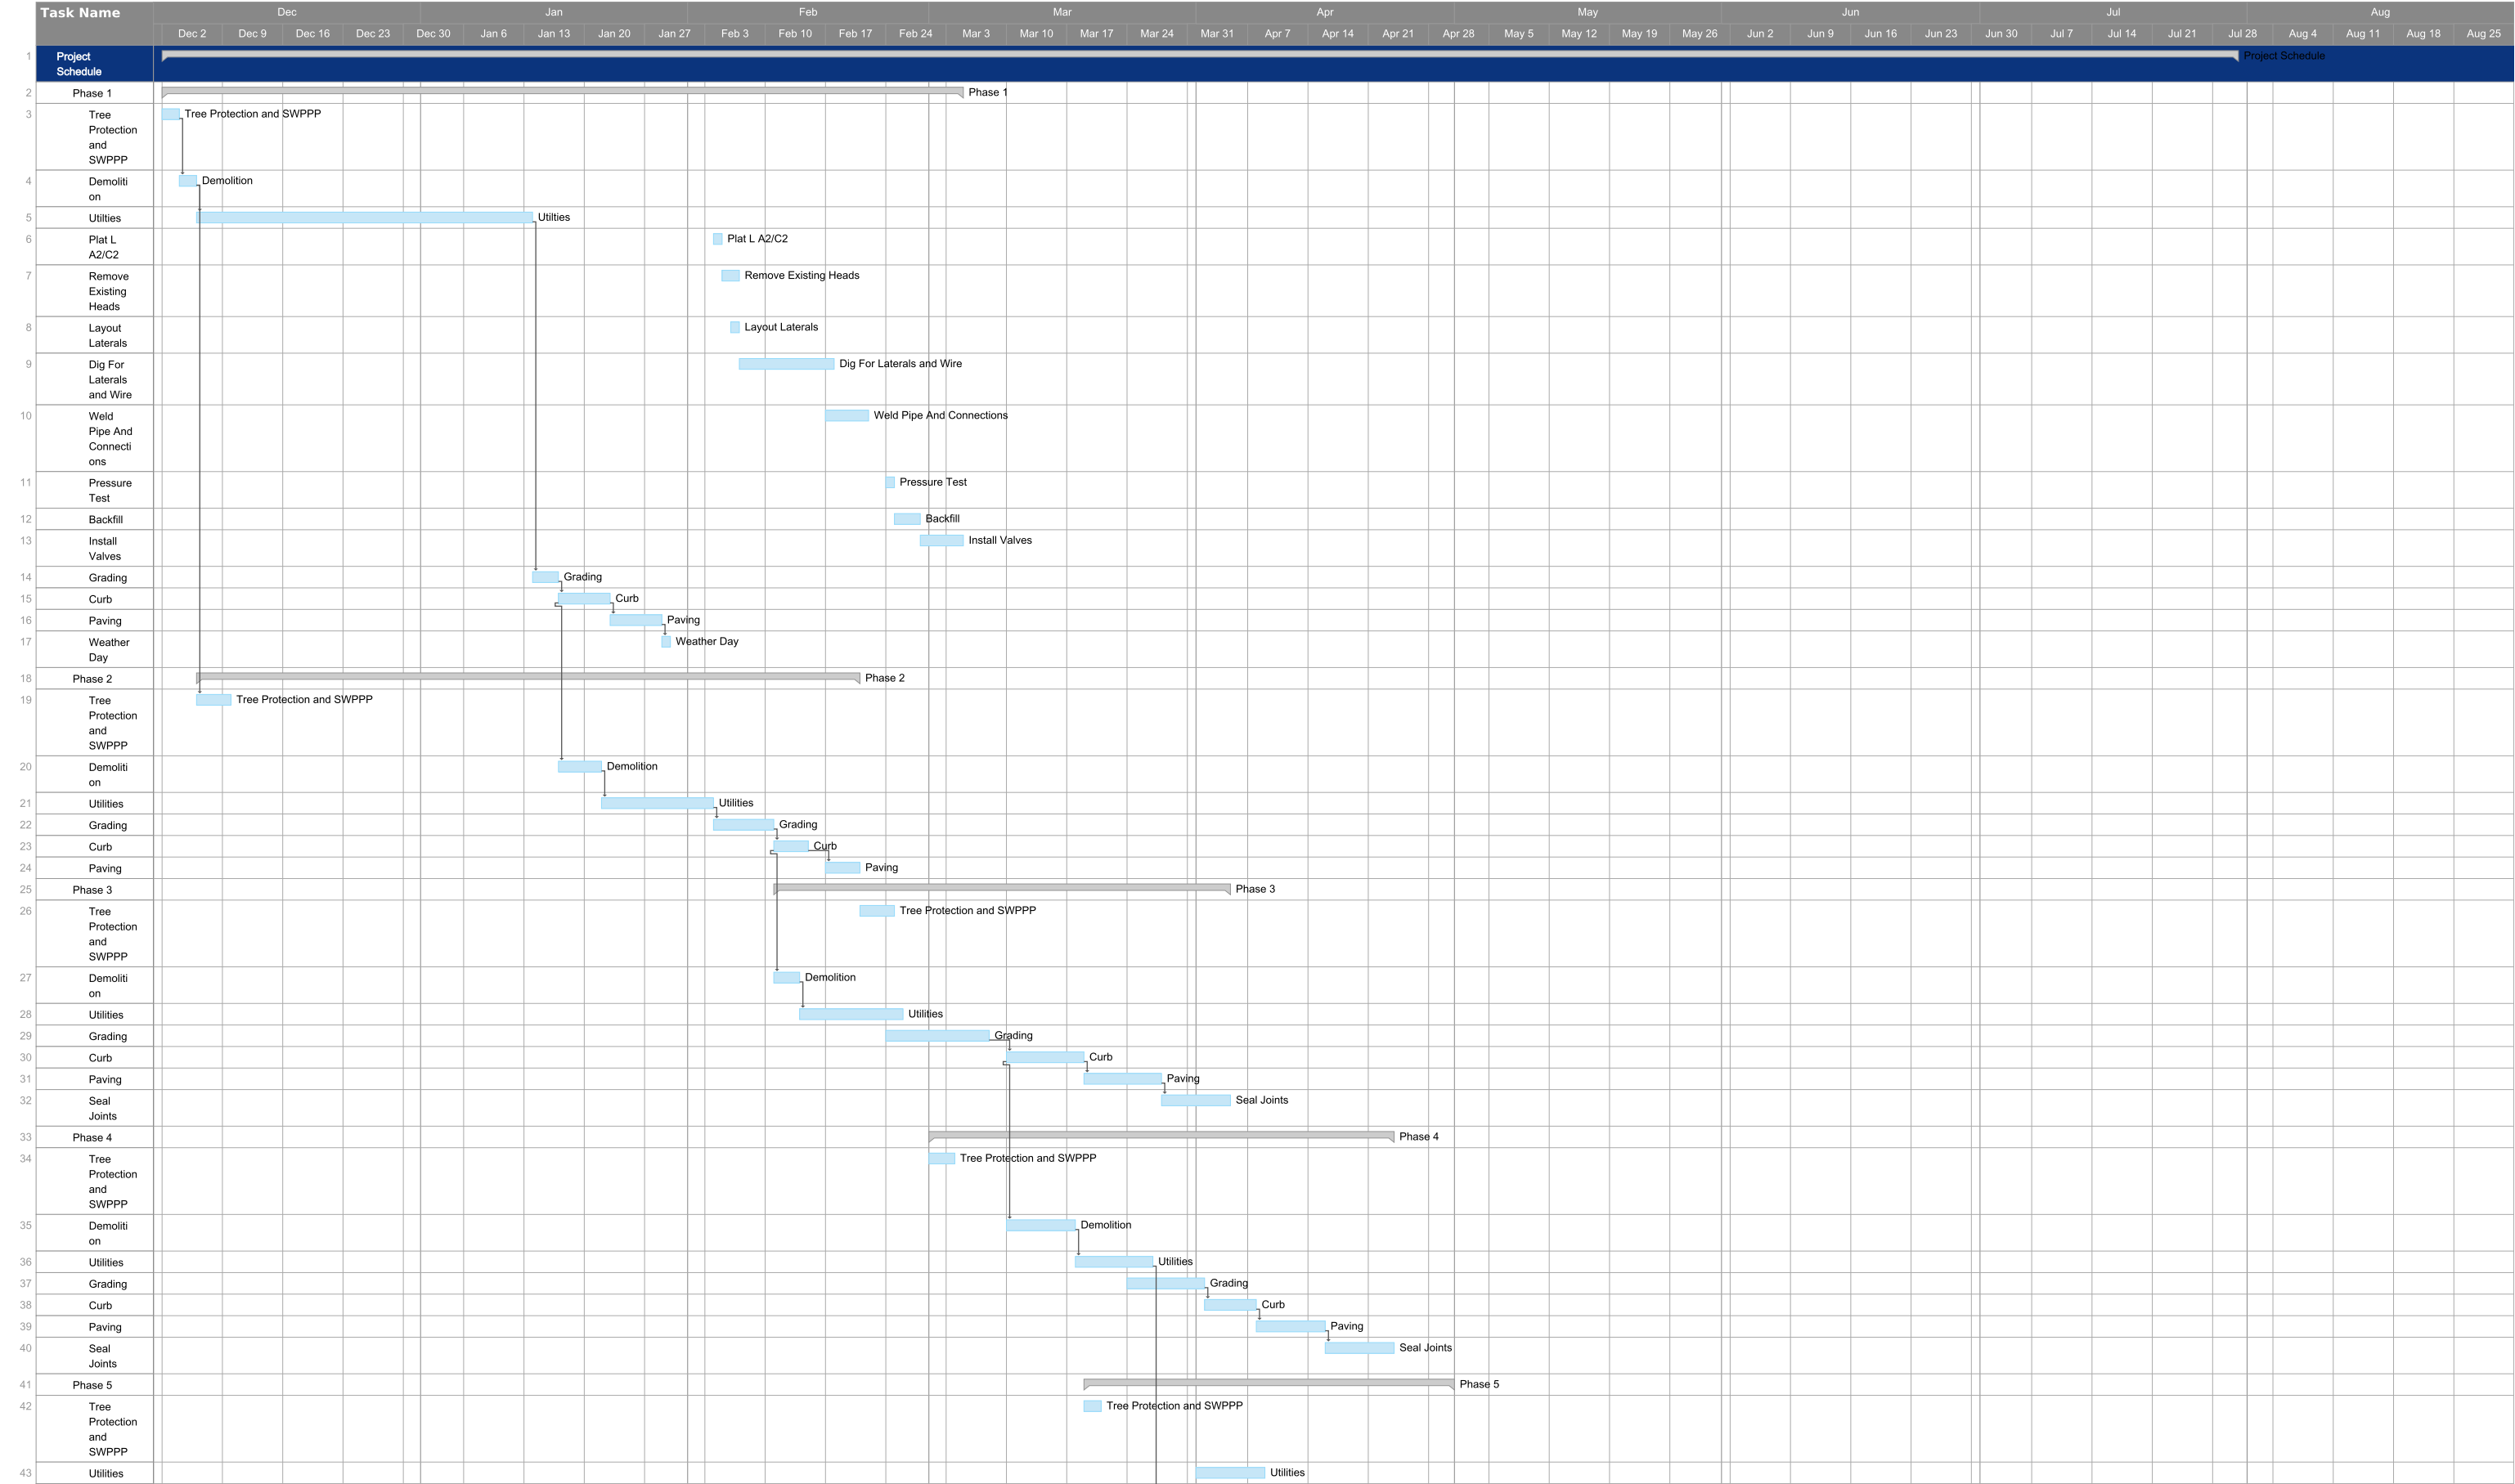 Task Name
Dec Jan Feb Mar Apr May Jun Jul Aug
Dec 2 Dec 9 Dec 16 Dec 23 Dec 30 Jan 6 Jan 13 Jan 20 Jan 27 Feb 3 Feb 10 Feb 17 Feb 24 Mar 3 Mar 10 Mar 17 Mar 24 Mar 31 Apr 7 Apr 14 Apr 21 Apr 28 May 5 May 12 May 19 May 26 Jun 2 Jun 9 Jun 16 Jun 23 Jun 30 Jul 7 Jul 14 Jul 21 Jul 28 Aug 4 Aug 11 Aug 18 Aug 25
1 Project Project Schedule
Schedule
2 Phase 1 Phase 1
3 Tree Tree Protection and SWPPP
Protection
and
SWPPP
4 Demoliti Demolition
on
5 Utilties Utilties
6 Plat L Plat L A2/C2
A2/C2
7 Remove Remove Existing Heads
Existing
Heads
8 Layout Layout Laterals
Laterals
9 Dig For Dig For Laterals and Wire
Laterals
and Wire
10 Weld Weld Pipe And Connections
Pipe And
Connecti
ons
11 Pressure Pressure Test
Test
12 Backfill Backfill
13 Install Install Valves
Valves
14 Grading Grading
15 Curb Curb
16 Paving Paving
17 Weather Weather Day
Day
18 Phase 2 Phase 2
19 Tree Tree Protection and SWPPP
Protection
and
SWPPP
20 Demoliti Demolition
on
21 Utilities Utilities
22 Grading Grading
23 Curb Curb
24 Paving Paving
25 Phase 3 Phase 3
26 Tree Tree Protection and SWPPP
Protection
and
SWPPP
27 Demoliti Demolition
on
28 Utilities Utilities
29 Grading Grading
30 Curb Curb
31 Paving Paving
32 Seal Seal Joints
Joints
33 Phase 4 Phase 4
34 Tree Tree Protection and SWPPP
Protection
and
SWPPP
35 Demoliti Demolition
on
36 Utilities Utilities
37 Grading Grading
38 Curb Curb
39 Paving Paving
40 Seal Seal Joints
Joints
41 Phase 5 Phase 5
42 Tree Tree Protection and SWPPP
Protection
and
SWPPP
43 Utilities Utilities